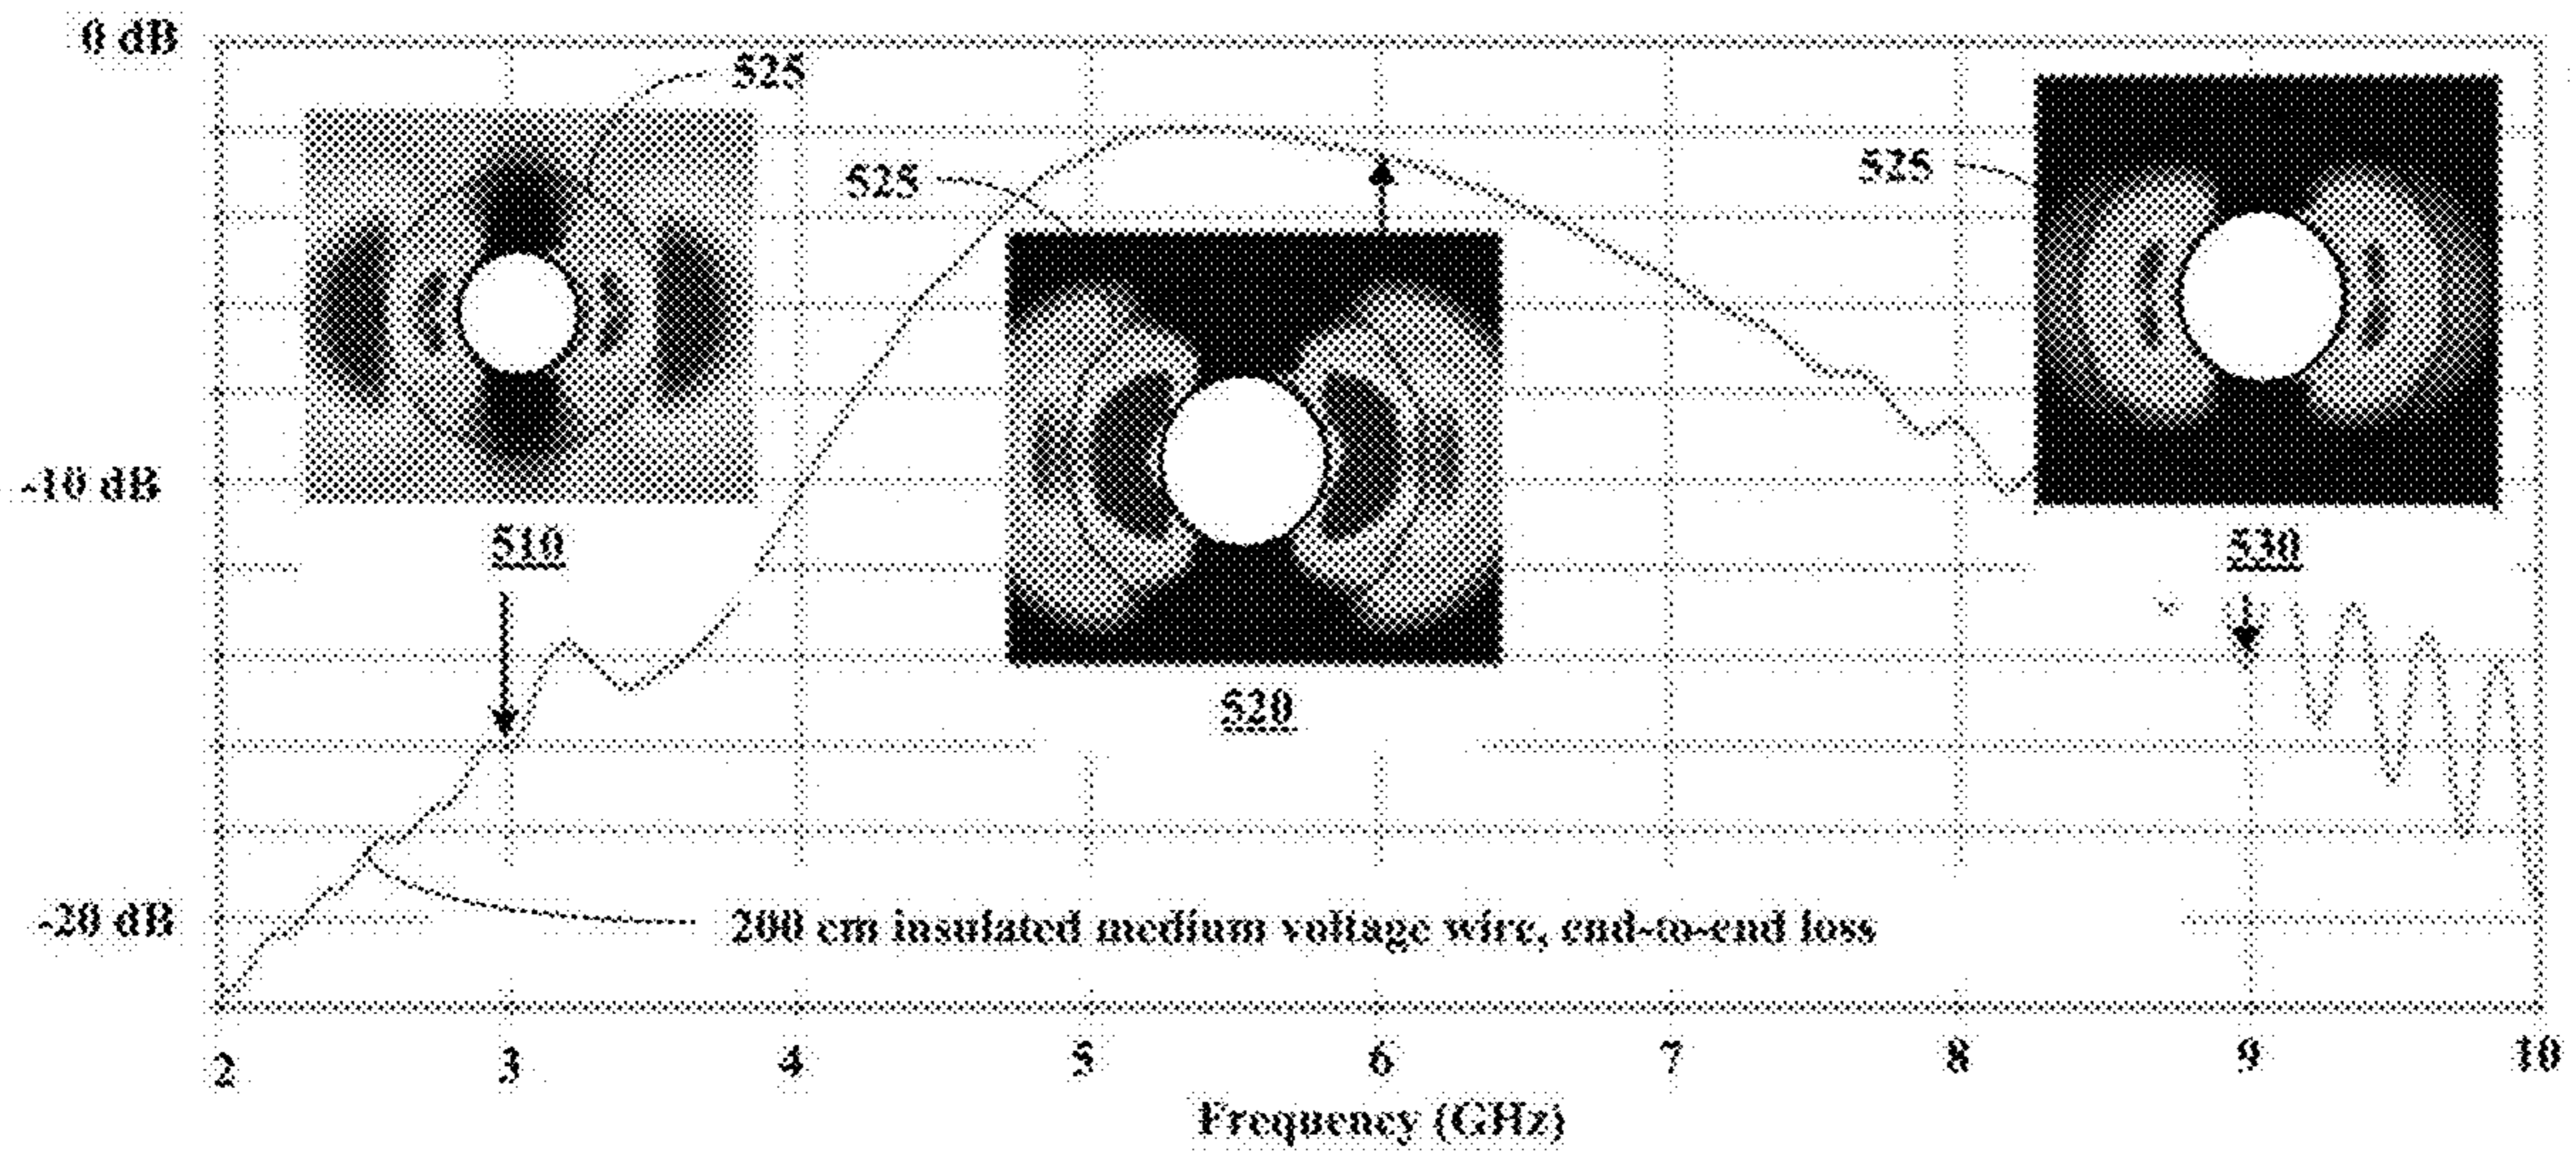 0 dB
525
525
525
-10 dB
510
530
520
-20 dB
200 cm insulated medium voltage wire, end-to-end loss
2 3 4 5 6 7 8 9 10
Frequency (GHz)